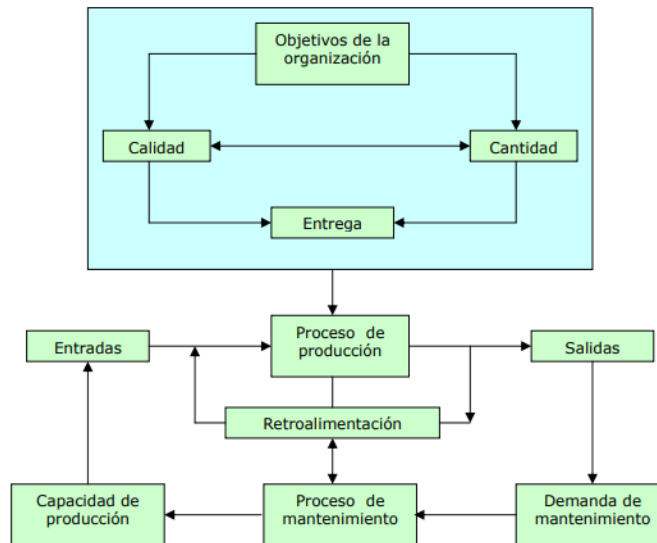 Objetivos de la
organización
Calidad
Cantidad
Entrega
Entradas
Proceso de
producción
Salidas
Retroalimentación
Capacidad de
producción
Proceso de
mantenimiento
Demanda de
mantenimiento